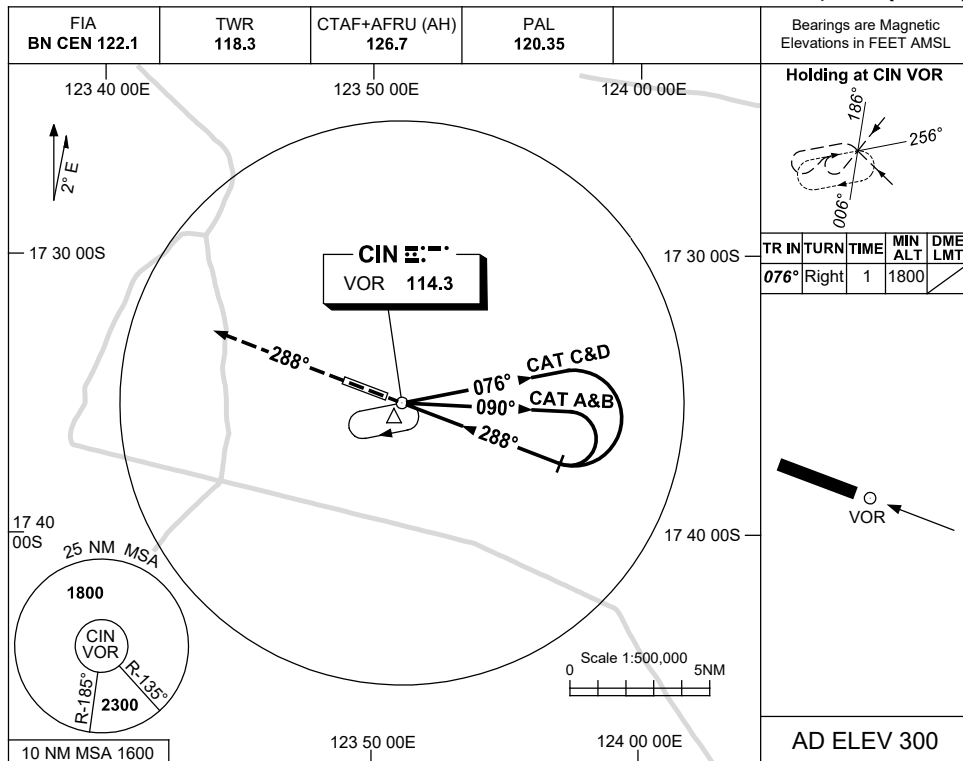 FIA
BN CEN 122.1
TWR
118.3
CTAF+AFRU (AH)
126.7
PAL
120.35
Bearings are Magnetic
Elevations in FEET AMSL
123 40 00E
123 50 00E
124 00 00E
2° E
17 30 00S
17 30 00S
CIN
VOR 114.3
288°
076°
CAT C&D
090°
CAT A&B
288°
17 40
00S
17 40 00S
25 NM MSA
1800
CIN
VOR
R-185°
R-135°
2300
10 NM MSA 1600
Scale 1:500,000
0
5NM
123 50 00E
124 00 00E
Holding at CIN VOR
186°
256°
006°
TR IN TURN TIME MIN ALT DME LMT
076° Right 1 1800
VOR
AD ELEV 300